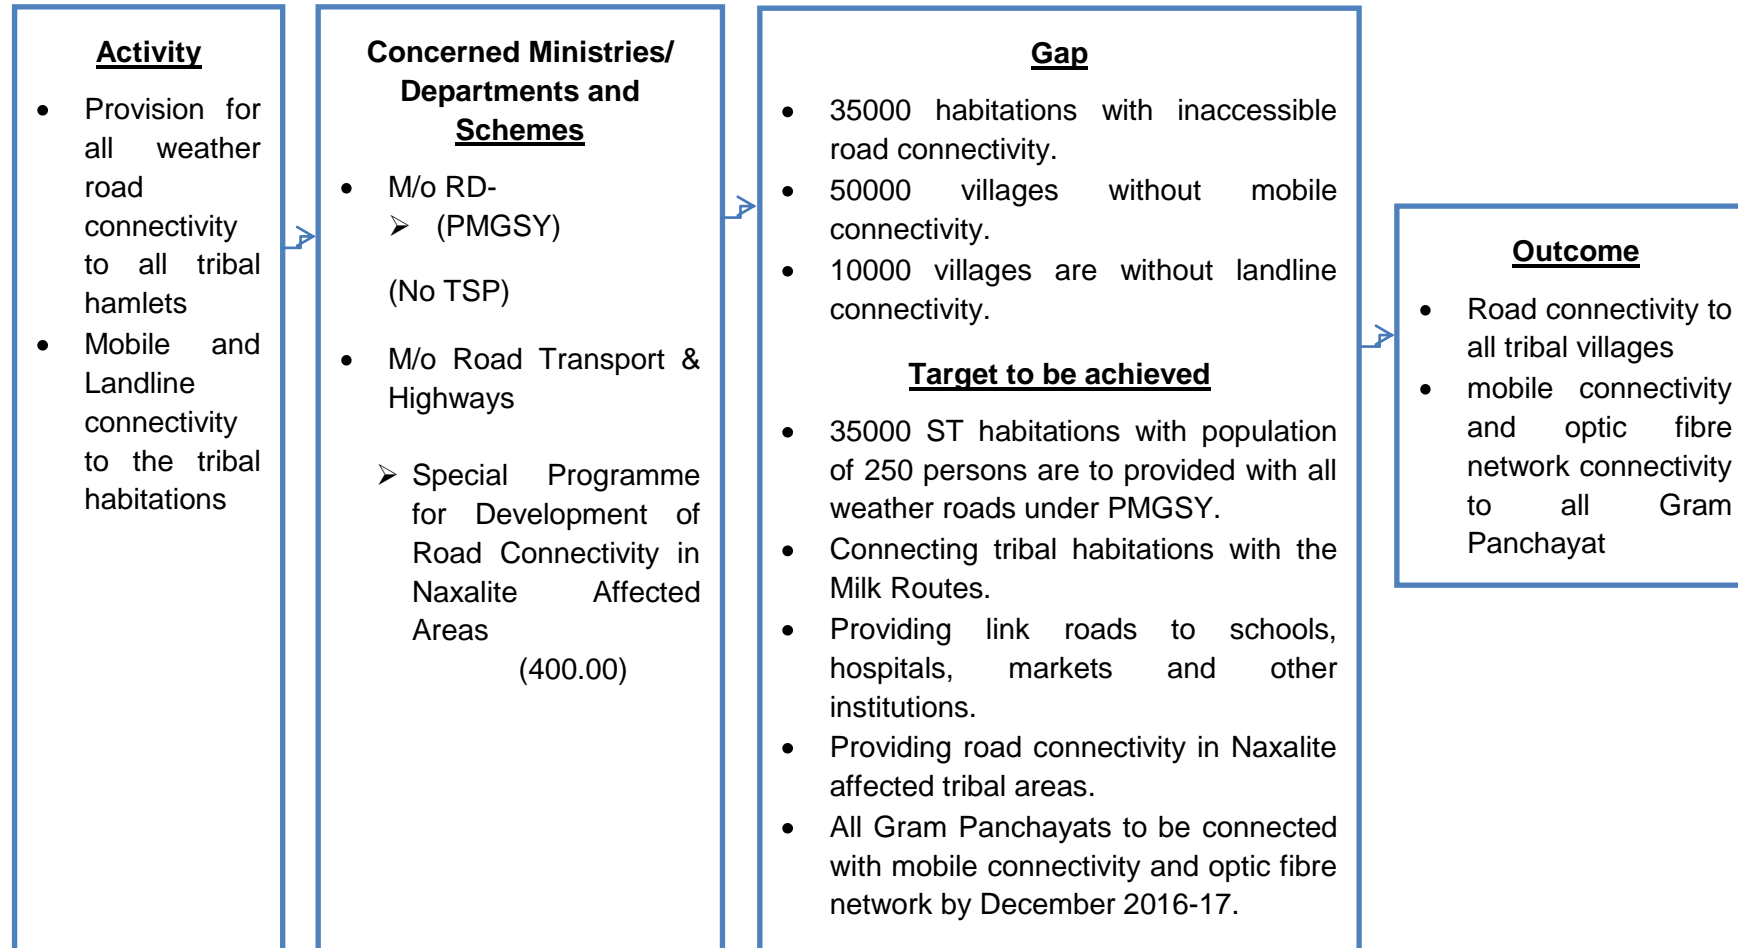 Activity
• Provision for
all weather
road
connectivity
to all tribal
hamlets
• Mobile and
Landline
connectivity
to the tribal
habitations
Concerned Ministries/
Departments and
Schemes
• M/o RD-
➢ (PMGSY)
(No TSP)
• M/o Road Transport &
Highways
➢ Special Programme
for Development of
Road Connectivity in
Naxalite Affected
Areas
(400.00)
Gap
• 35000 habitations with inaccessible
road connectivity.
• 50000 villages without mobile
connectivity.
• 10000 villages are without landline
connectivity.
Target to be achieved
• 35000 ST habitations with population
of 250 persons are to provided with all
weather roads under PMGSY.
• Connecting tribal habitations with the
Milk Routes.
• Providing link roads to schools,
hospitals, markets and other
institutions.
• Providing road connectivity in Naxalite
affected tribal areas.
• All Gram Panchayats to be connected
with mobile connectivity and optic fibre
network by December 2016-17.
Outcome
• Road connectivity to
all tribal villages
• mobile connectivity
and optic fibre
network connectivity
to all Gram
Panchayat